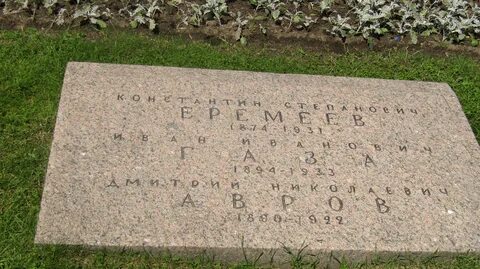 КОНСТАНТИН СТЕПАНОВИЧ
ЕРЕМЕЕВ
1874-1931
ИВАН ИВАНОВИЧ
ГАЗА
1894-1933
ДМИТРИЙ НИКОЛАЕВИЧ
АВРОВ
1890-1922